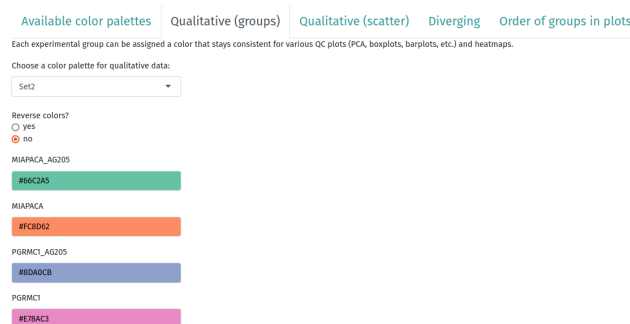 Available color palettes Qualitative (groups) Qualitative (scatter) Diverging Order of groups in plots
Each experimental group can be assigned a color that stays consistent for various QC plots (PCA, boxplots, barplots, etc.) and heatmaps.
Choose a color palette for qualitative data:
Set2
Reverse colors?
yes
no
MIAPACA_AG205
#66C2A5
MIAPACA
#FC8D62
PGRMC1_AG205
#8DA0CB
PGRMC1
#E78AC3